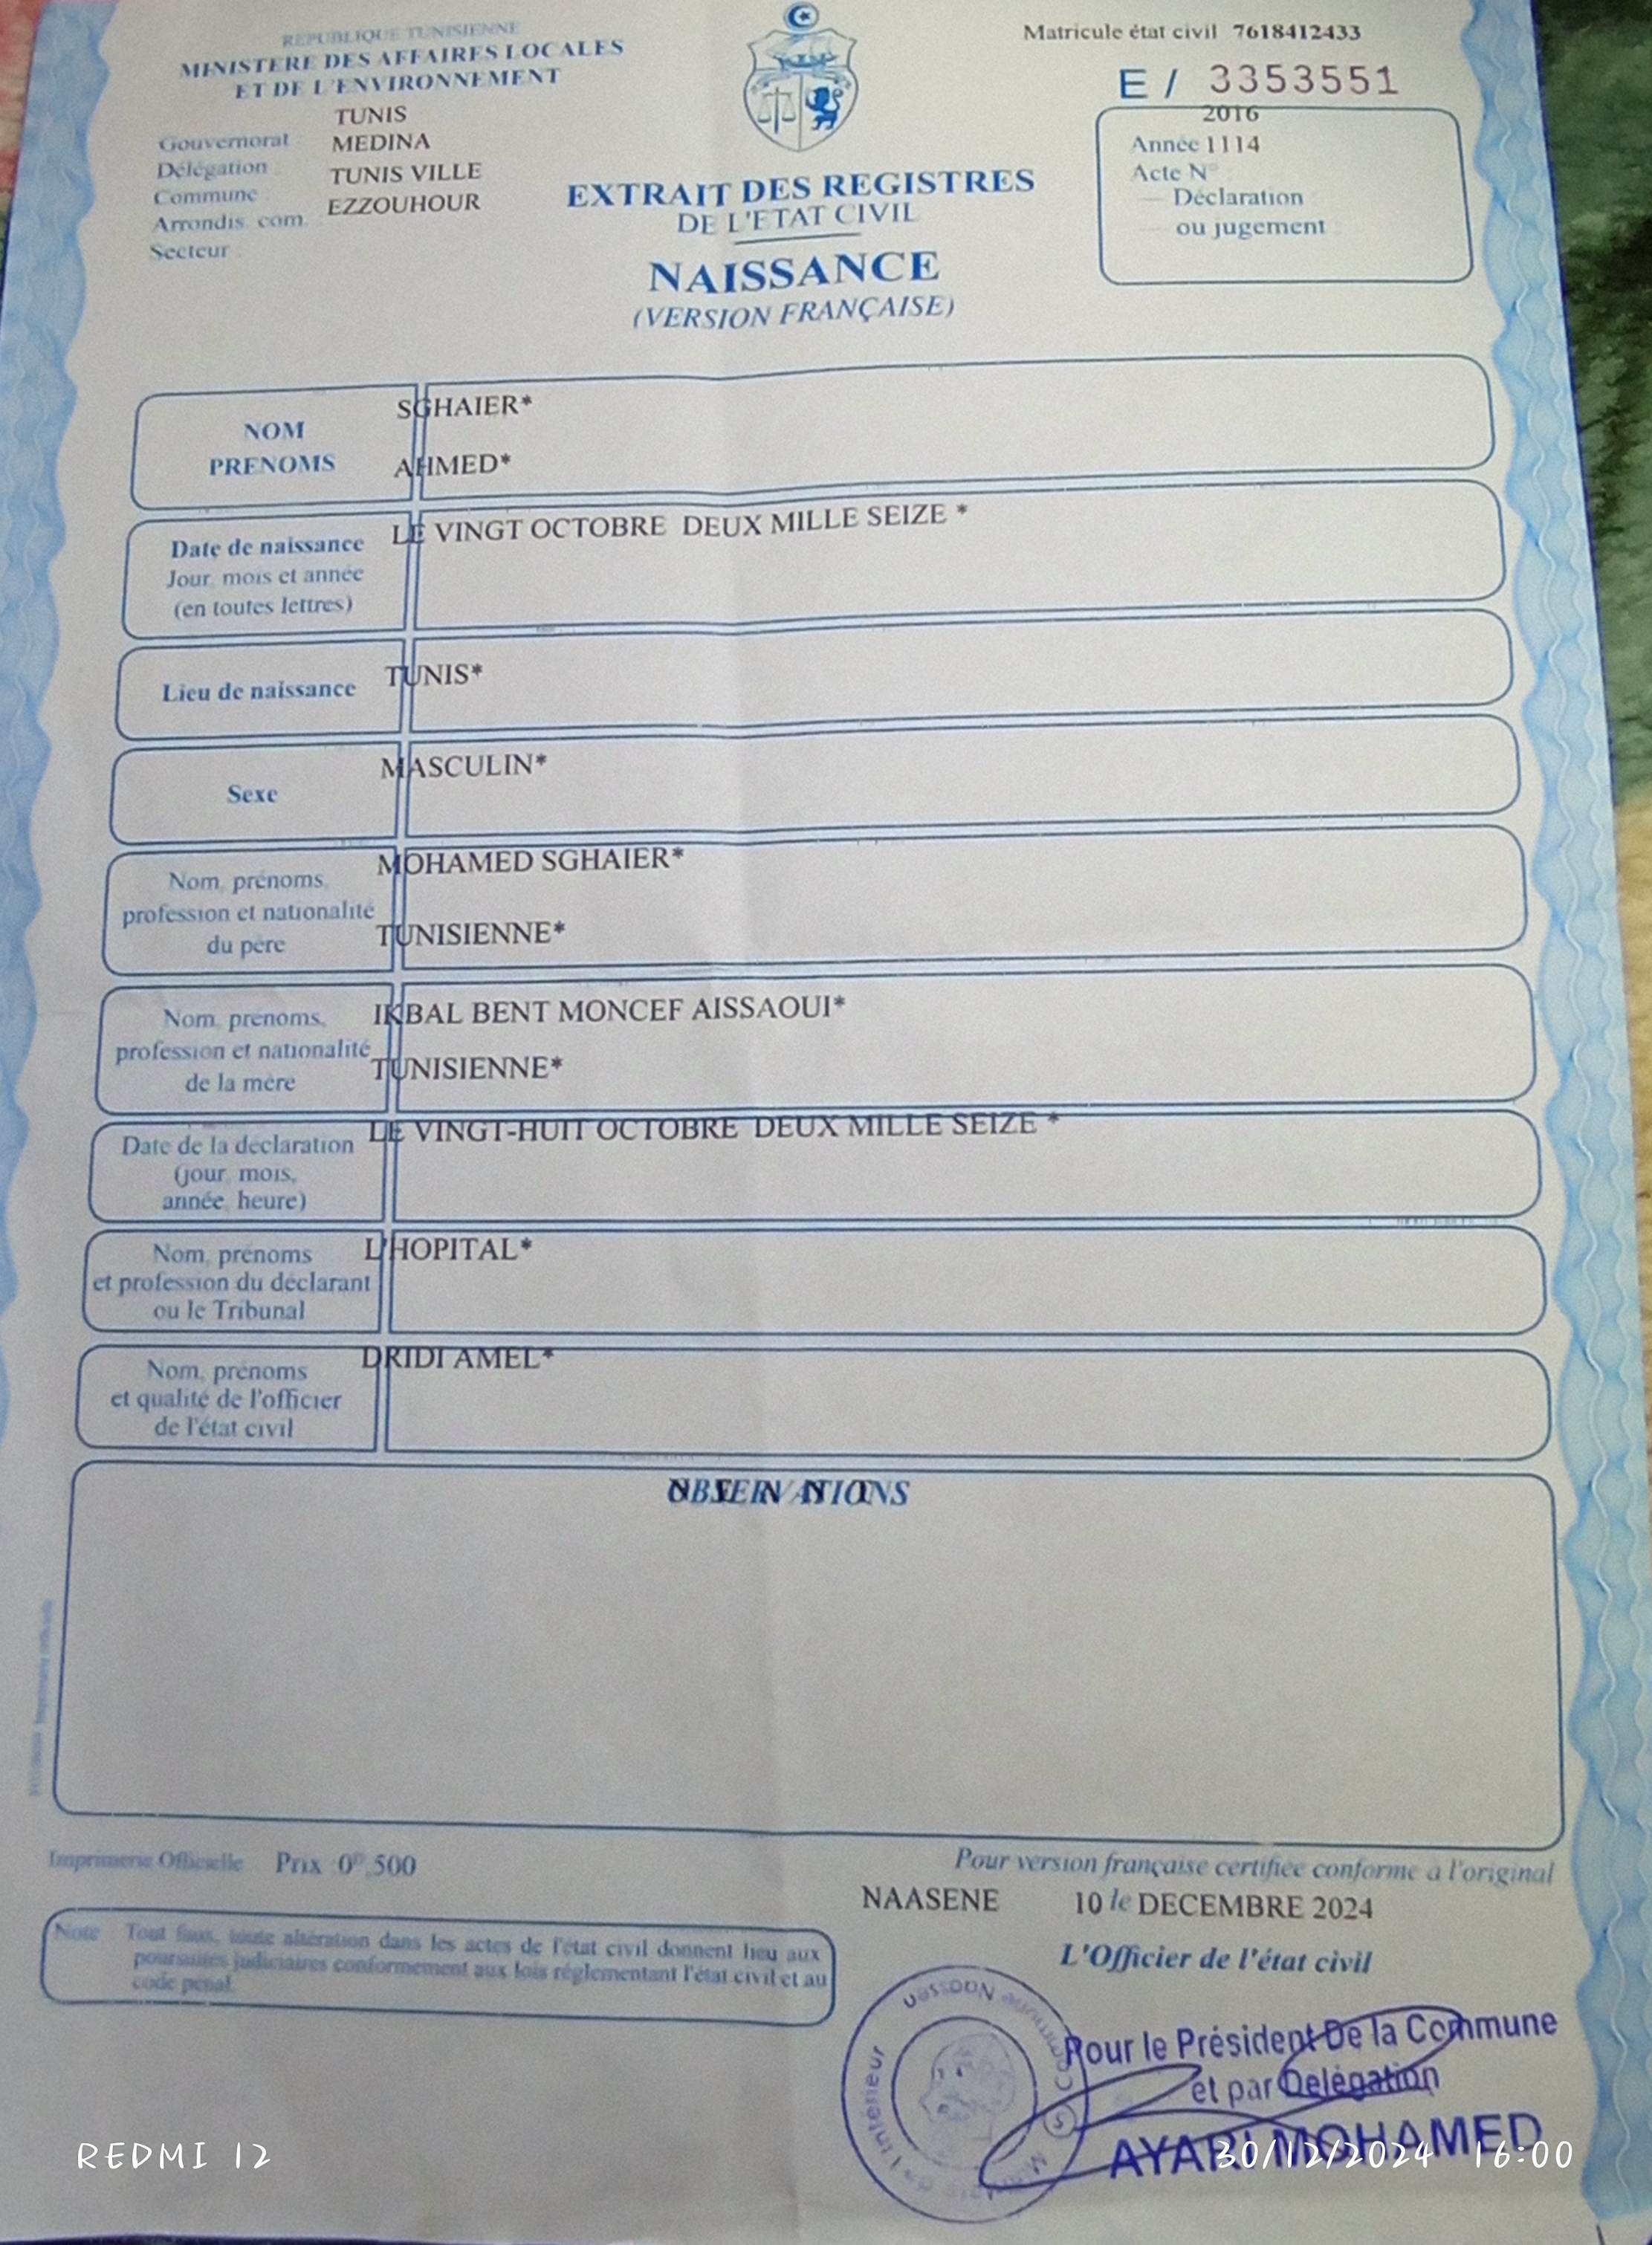 REPUBLIQUE TUNISIENNE
MINISTERE DES AFFAIRES LOCALES
ET DE L'ENVIRONNEMENT
Matricule état civil 7618412433
E / 3353551
TUNIS
Gouvernorat MEDINA
Délégation TUNIS VILLE
Commune EZZOUHOUR
Arrondis. com.
Secteur :
2016
Année 1114
Acte N°
Déclaration
ou jugement
EXTRAIT DES REGISTRES
DE L'ETAT CIVIL
NAISSANCE
(VERSION FRANÇAISE)
NOM SGHAIER*
PRENOMS AHMED*
Date de naissance LE VINGT OCTOBRE DEUX MILLE SEIZE *
Jour, mois et année
(en toutes lettres)
Lieu de naissance TUNIS*
Sexe MASCULIN*
Nom, prénoms, MOHAMED SGHAIER*
profession et nationalité
du père TUNISIENNE*
Nom, prénoms, IKBAL BENT MONCEF AISSAOUI*
profession et nationalité
de la mère TUNISIENNE*
Date de la déclaration LE VINGT-HUIT OCTOBRE DEUX MILLE SEIZE *
(jour, mois,
année, heure)
Nom, prénoms L'HOPITAL*
et profession du déclarant
ou le Tribunal
Nom, prénoms DRIDI AMEL*
et qualité de l'officier
de l'état civil
OBSERVATIONS
Imprimerie Officielle Prix :0ᴰ,500
Pour version française certifiée conforme à l'original
NAASENE 10 le DECEMBRE 2024
L'Officier de l'état civil
Note Tout faux, toute altération dans les actes de l'état civil donnent lieu aux
poursuites judiciaires conformement aux lois réglementant l'état civil et au
code penal.
Commune Naassen
Pour le Président De la Commune
et par Delégation
AYARI MOHAMED
REDMI 12
30/12/2024 16:00